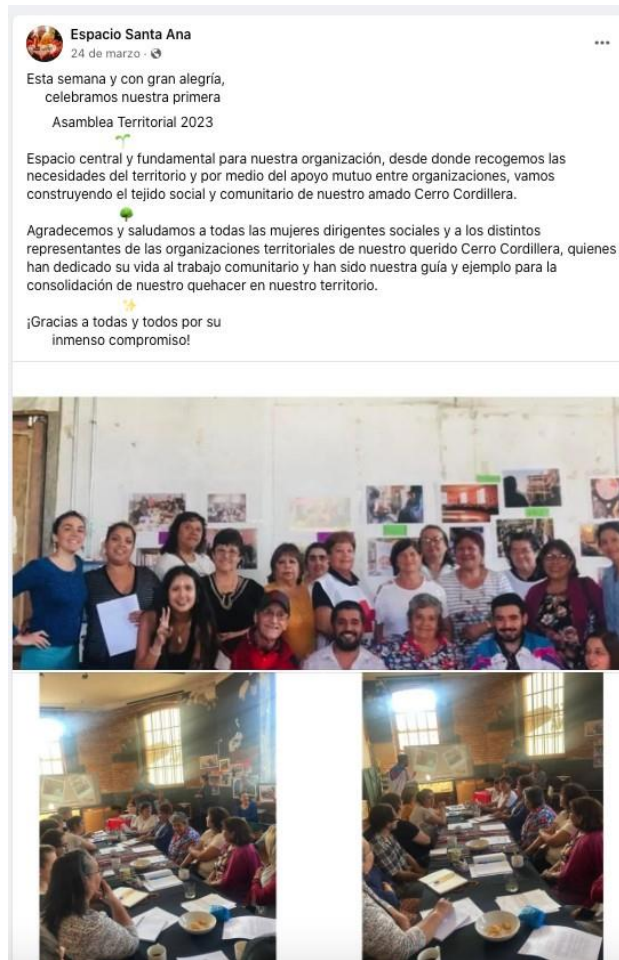 Espacio Santa Ana
24 de marzo ·
Esta semana y con gran alegría,
celebramos nuestra primera
Asamblea Territorial 2023
Espacio central y fundamental para nuestra organización, desde donde recogemos las
necesidades del territorio y por medio del apoyo mutuo entre organizaciones, vamos
construyendo el tejido social y comunitario de nuestro amado Cerro Cordillera.
Agradecemos y saludamos a todas las mujeres dirigentes sociales y a los distintos
representantes de las organizaciones territoriales de nuestro querido Cerro Cordillera, quienes
han dedicado su vida al trabajo comunitario y han sido nuestra guía y ejemplo para la
consolidación de nuestro quehacer en nuestro territorio.
¡Gracias a todas y todos por su
inmenso compromiso!